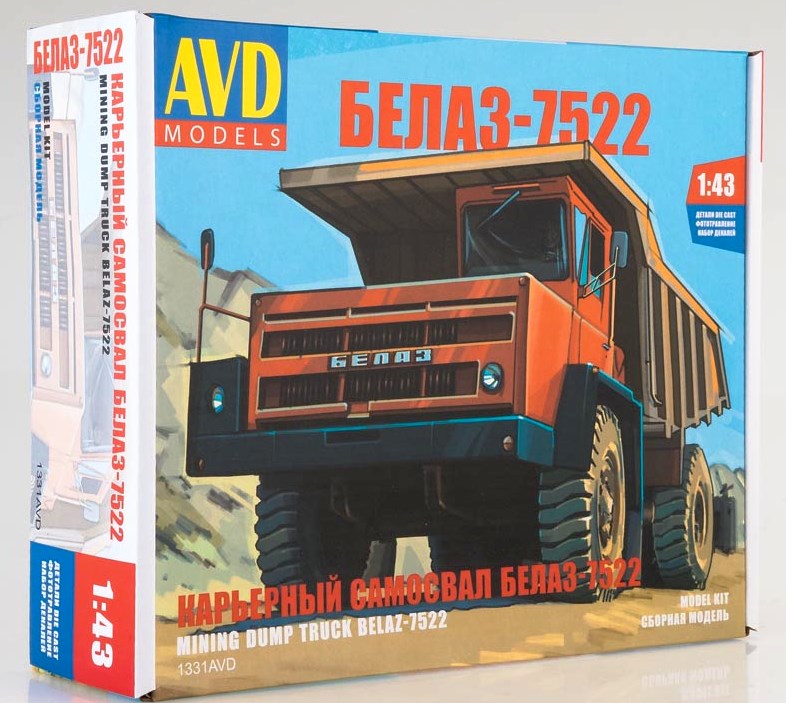 БЕЛАЗ-7522
КАРЬЕРНЫЙ САМОСВАЛ БЕЛАЗ-7522
MINING DUMP TRUCK BELAZ-7522
MODEL KIT
СБОРНАЯ МОДЕЛЬ
1331AVD
1:43
ДЕТАЛИ DIE CAST
ФОТОТРАВЛЕНИЕ
НАБОР ДЕКАЛЕЙ
AVD
MODELS
БЕЛАЗ-7522
1:43
ДЕТАЛИ DIE CAST
ФОТОТРАВЛЕНИЕ
НАБОР ДЕКАЛЕЙ
БЕЛАЗ
КАРЬЕРНЫЙ САМОСВАЛ БЕЛАЗ-7522
MINING DUMP TRUCK BELAZ-7522
1331AVD
MODEL KIT
СБОРНАЯ МОДЕЛЬ